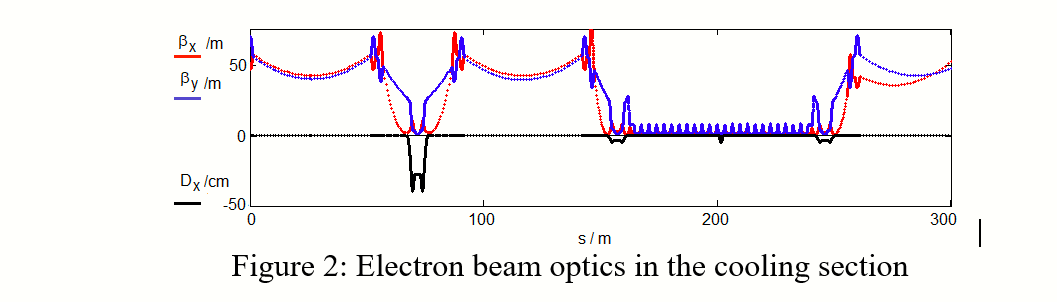 βx /m
50
βy /m
0
Dx /cm
-50
0 100 200 300
s / m
Figure 2: Electron beam optics in the cooling section